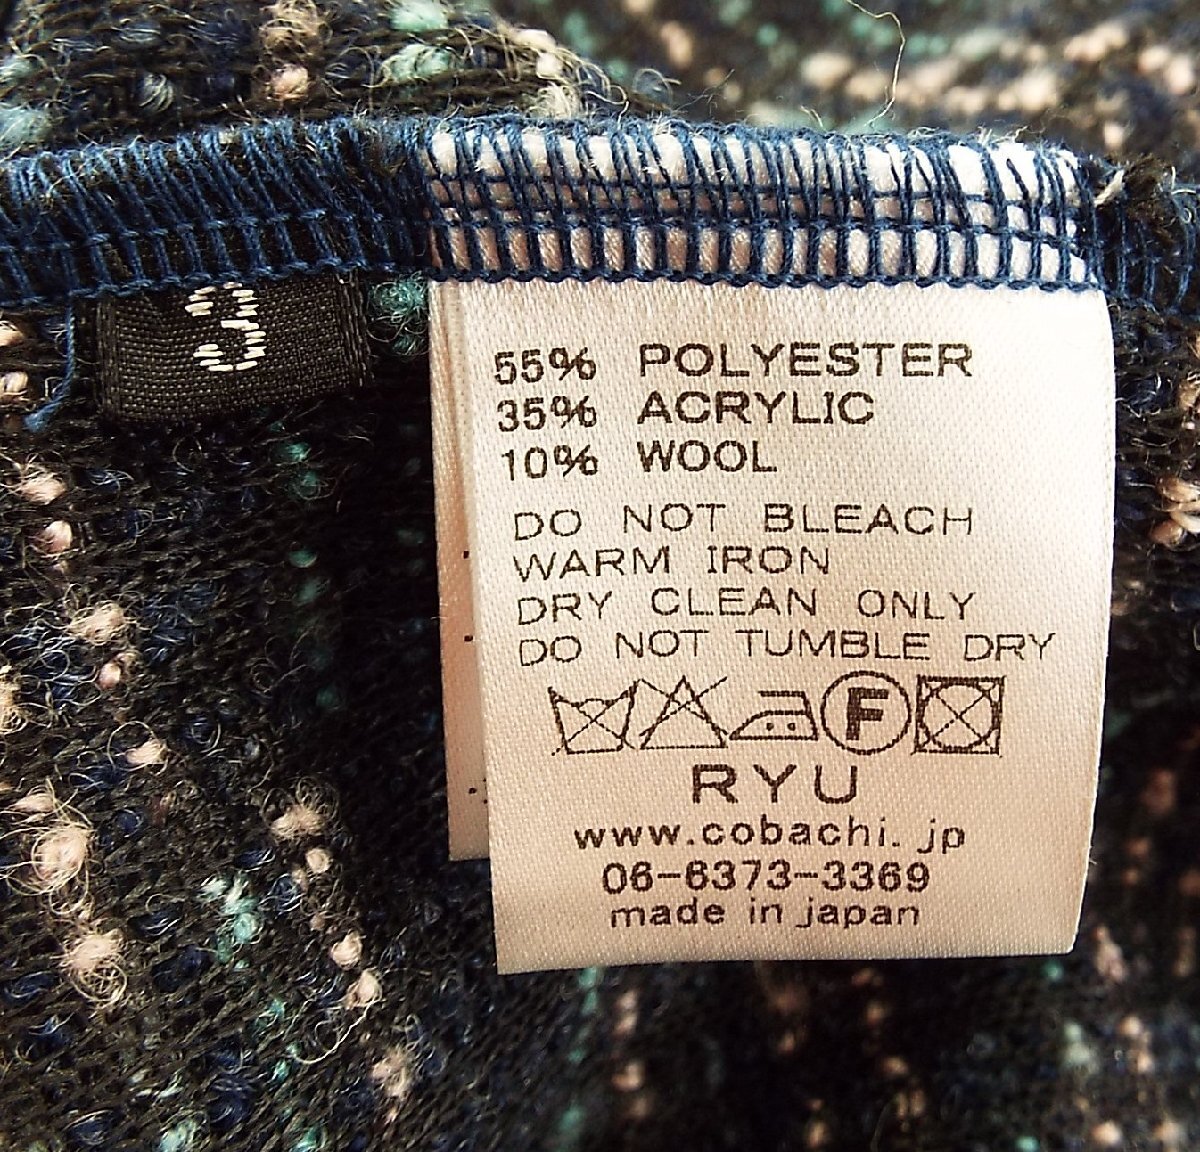 3
55% POLYESTER
35% ACRYLIC
10% WOOL
DO NOT BLEACH
WARM IRON
DRY CLEAN ONLY
DO NOT TUMBLE DRY
F
RYU
www.cobachi.jp
06-6373-3369
made in japan